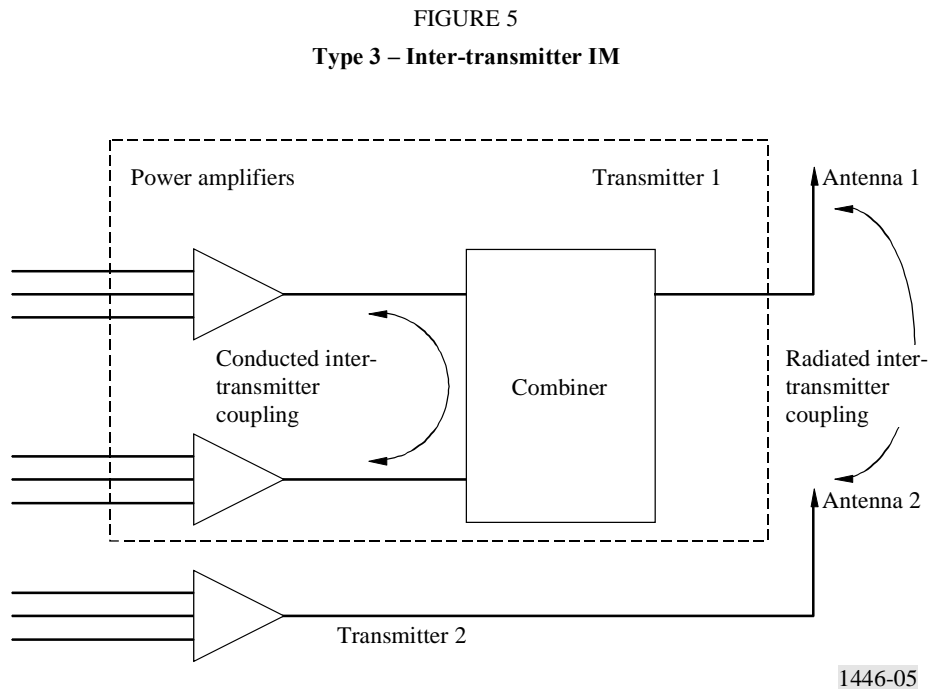 FIGURE 5
Type 3 – Inter-transmitter IM
Power amplifiers
Transmitter 1
Antenna 1
Conducted inter-
transmitter
coupling
Combiner
Radiated inter-
transmitter
coupling
Antenna 2
Transmitter 2
1446-05